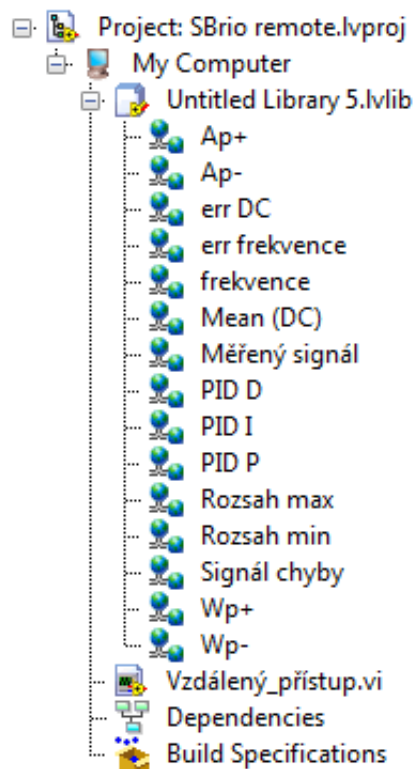 Project: SBrio remote.lvproj
My Computer
Untitled Library 5.lvlib
Ap+
Ap-
err DC
err frekvence
frekvence
Mean (DC)
Měřený signál
PID D
PID I
PID P
Rozsah max
Rozsah min
Signál chyby
Wp+
Wp-
Vzdálený_přístup.vi
Dependencies
Build Specifications